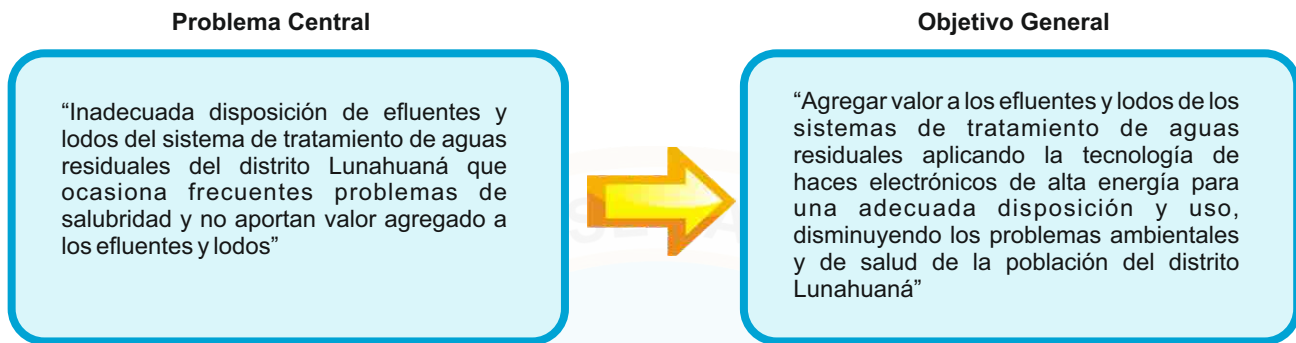 Problema Central
“Inadecuada disposición de efluentes y
lodos del sistema de tratamiento de aguas
residuales del distrito Lunahuaná que
ocasiona frecuentes problemas de
salubridad y no aportan valor agregado a
los efluentes y lodos”
Objetivo General
“Agregar valor a los efluentes y lodos de los
sistemas de tratamiento de aguas
residuales aplicando la tecnología de
haces electrónicos de alta energía para
una adecuada disposición y uso,
disminuyendo los problemas ambientales
y de salud de la población del distrito
Lunahuaná”